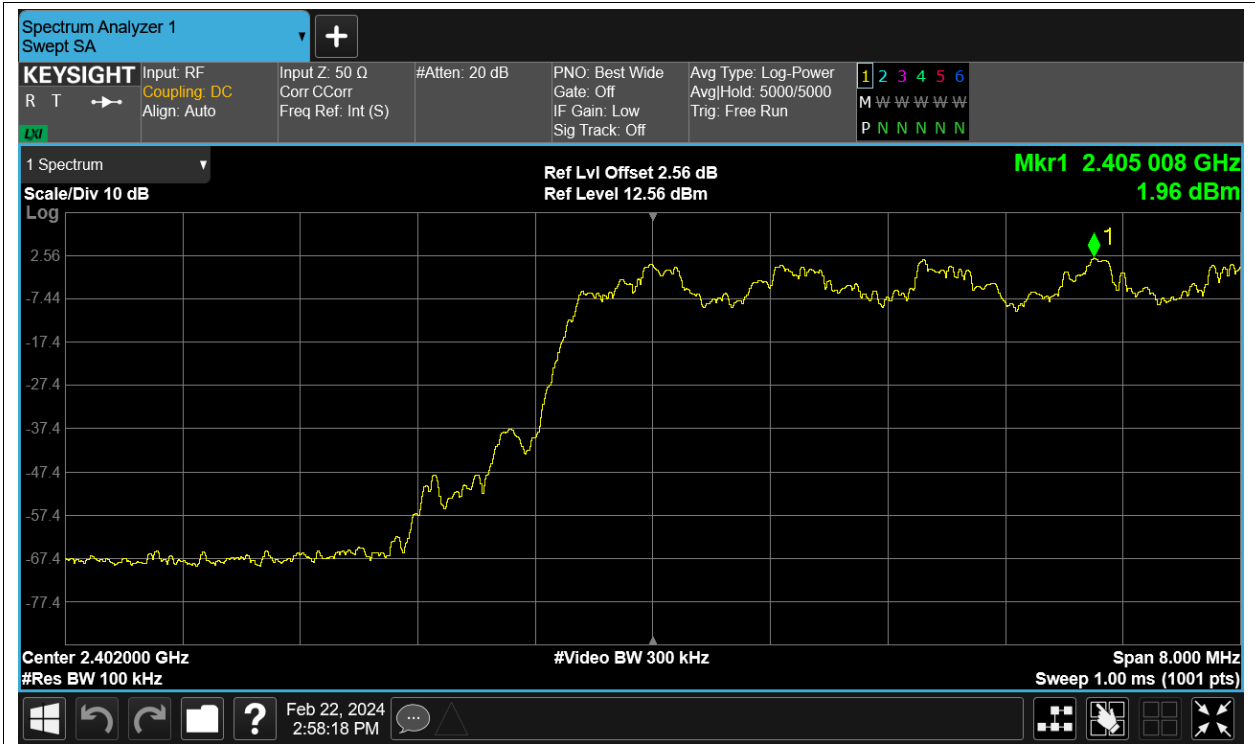 Spectrum Analyzer 1
Swept SA
KEYSIGHT
R T
LXI
Input: RF
Coupling: DC
Align: Auto
Input Z: 50 Ω
Corr CCorr
Freq Ref: Int (S)
#Atten: 20 dB
PNO: Best Wide
Gate: Off
IF Gain: Low
Sig Track: Off
Avg Type: Log-Power
Avg|Hold: 5000/5000
Trig: Free Run
1 2 3 4 5 6
M W W W W W
P N N N N N
1 Spectrum
Scale/Div 10 dB
Log
Ref Lvl Offset 2.56 dB
Ref Level 12.56 dBm
Mkr1 2.405 008 GHz
1.96 dBm
1
2.56
-7.44
-17.4
-27.4
-37.4
-47.4
-57.4
-67.4
-77.4
Center 2.402000 GHz
#Video BW 300 kHz
Span 8.000 MHz
#Res BW 100 kHz
Sweep 1.00 ms (1001 pts)
Feb 22, 2024
2:58:18 PM